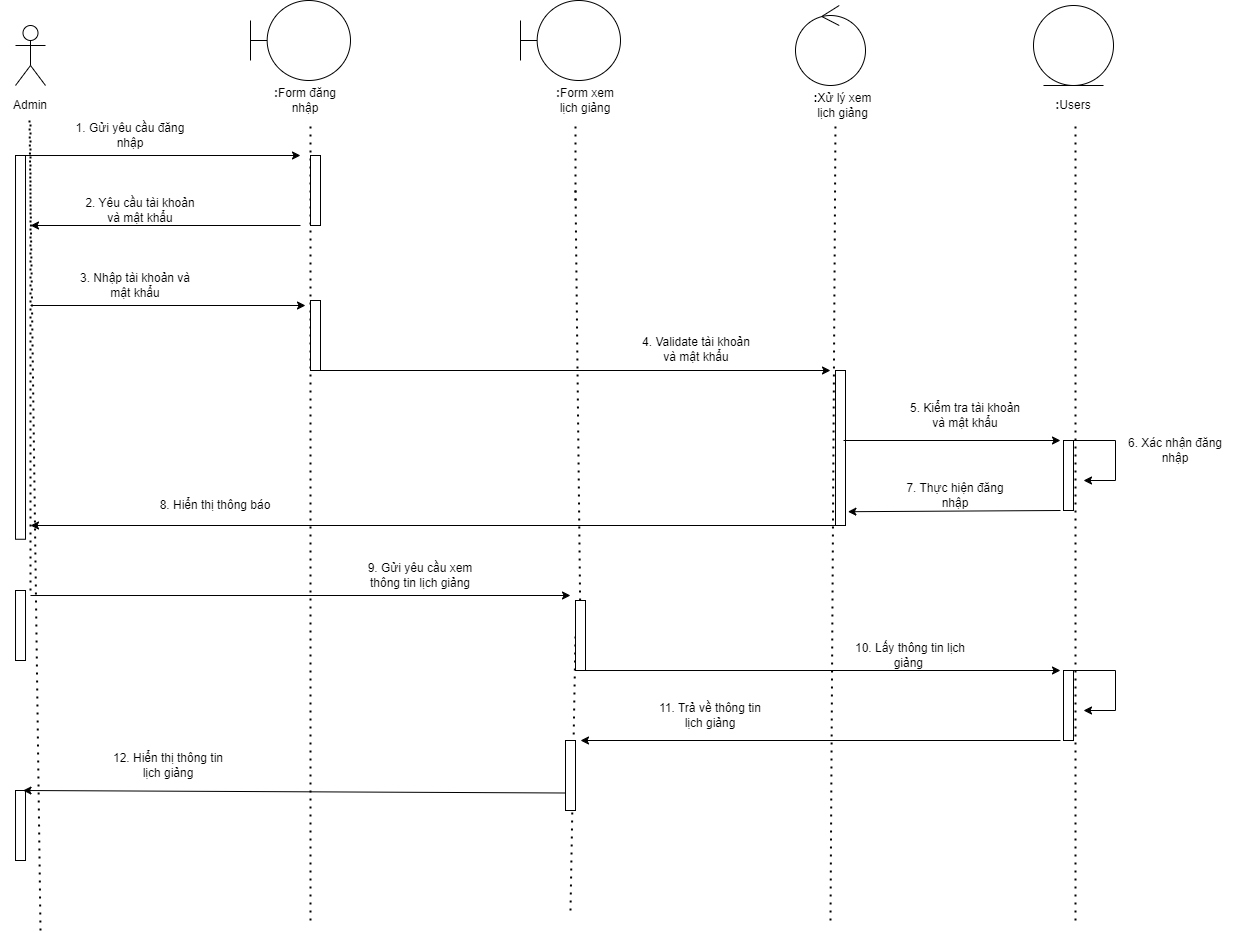 Admin
:Form đăng
nhập
:Form xem
lịch giảng
:Xử lý xem
lịch giảng
:Users
1. Gửi yêu cầu đăng
nhập
2. Yêu cầu tài khoản
và mật khẩu
3. Nhập tài khoản và
mật khẩu
4. Validate tài khoản
và mật khẩu
5. Kiểm tra tài khoản
và mật khẩu
6. Xác nhận đăng
nhập
7. Thực hiện đăng
nhập
8. Hiển thị thông báo
9. Gửi yêu cầu xem
thông tin lịch giảng
10. Lấy thông tin lịch
giảng
11. Trả về thông tin
lịch giảng
12. Hiển thị thông tin
lịch giảng